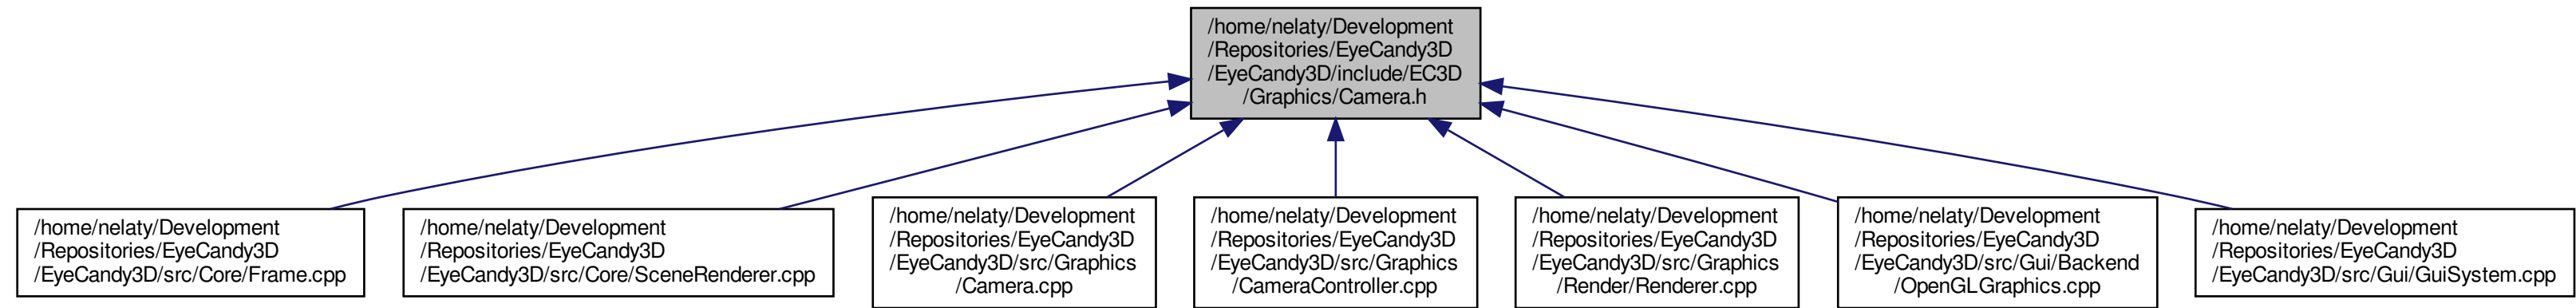 /home/nelaty/Development
/Repositories/EyeCandy3D
/EyeCandy3D/include/EC3D
/Graphics/Camera.h
/home/nelaty/Development
/Repositories/EyeCandy3D
/EyeCandy3D/src/Core/Frame.cpp
/home/nelaty/Development
/Repositories/EyeCandy3D
/EyeCandy3D/src/Core/SceneRenderer.cpp
/home/nelaty/Development
/Repositories/EyeCandy3D
/EyeCandy3D/src/Graphics
/Camera.cpp
/home/nelaty/Development
/Repositories/EyeCandy3D
/EyeCandy3D/src/Graphics
/CameraController.cpp
/home/nelaty/Development
/Repositories/EyeCandy3D
/EyeCandy3D/src/Graphics
/Render/Renderer.cpp
/home/nelaty/Development
/Repositories/EyeCandy3D
/EyeCandy3D/src/Gui/Backend
/OpenGLGraphics.cpp
/home/nelaty/Development
/Repositories/EyeCandy3D
/EyeCandy3D/src/Gui/GuiSystem.cpp